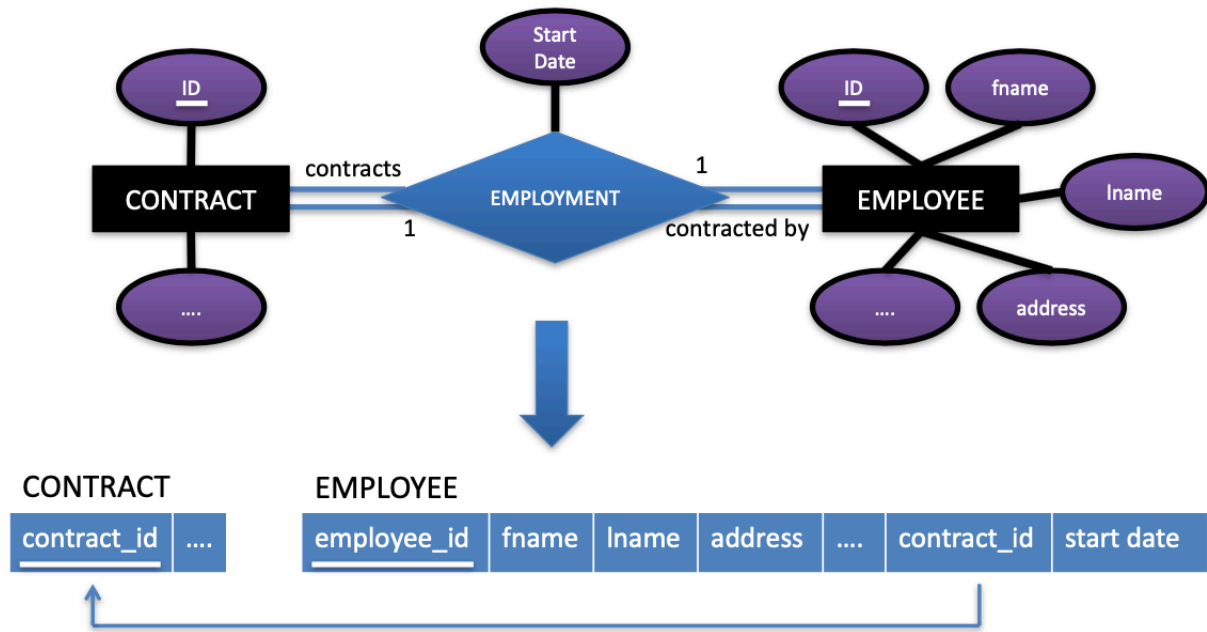 Start
Date
ID
ID
fname
contracts
1
CONTRACT
EMPLOYMENT
EMPLOYEE
lname
1
contracted by
....
....
address
CONTRACT
EMPLOYEE
contract_id
....
employee_id
fname
lname
address
....
contract_id
start date